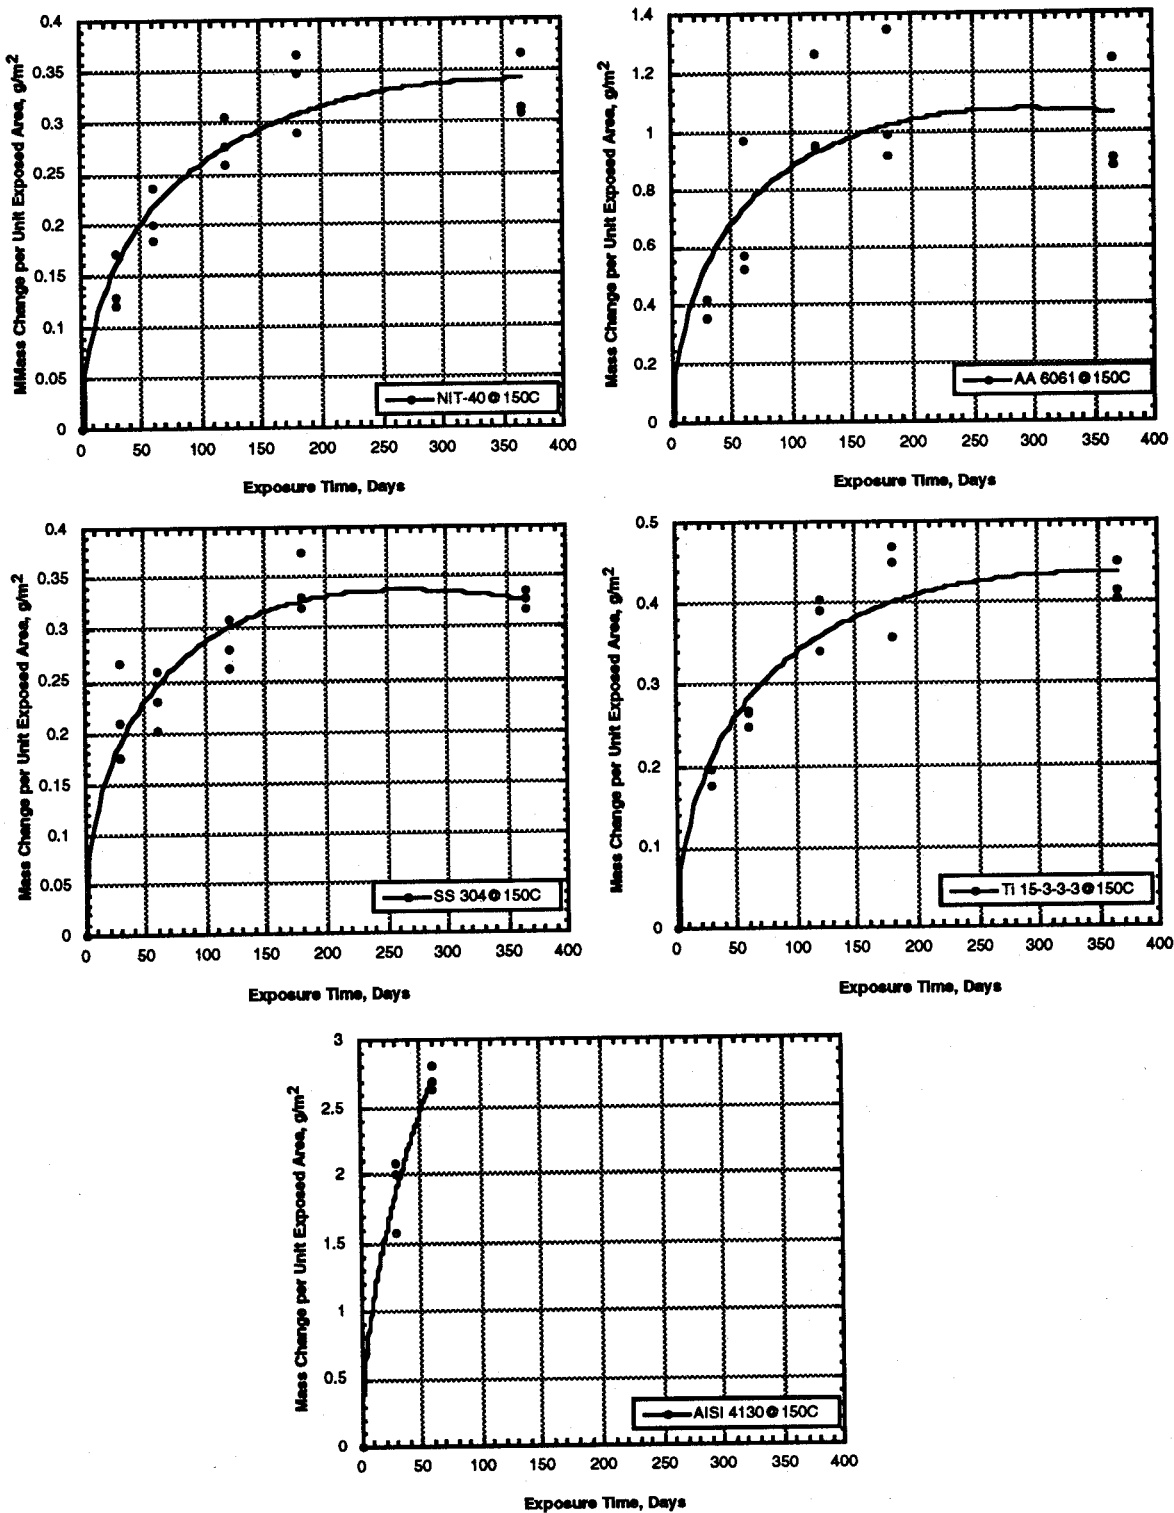 MMass Change per Unit Exposed Area, g/m2
0.4
0.35
0.3
0.25
0.2
0.15
0.1
0.05
0
NIT-40 @ 150C
0 50 100 150 200 250 300 350 400
Exposure Time, Days
Mass Change per Unit Exposed Area, g/m2
1.4
1.2
1
0.8
0.6
0.4
0.2
0
AA 6061 @ 150C
0 50 100 150 200 250 300 350 400
Exposure Time, Days
Mass Change per Unit Exposed Area, g/m2
0.4
0.35
0.3
0.25
0.2
0.15
0.1
0.05
0
SS 304 @ 150C
0 50 100 150 200 250 300 350 400
Exposure Time, Days
Mass Change per Unit Exposed Area, g/m2
0.5
0.4
0.3
0.2
0.1
0
Ti 15-3-3-3 @ 150C
0 50 100 150 200 250 300 350 400
Exposure Time, Days
Mass Change per Unit Exposed Area, g/m2
3
2.5
2
1.5
1
0.5
0
AISI 4130 @ 150C
0 50 100 150 200 250 300 350 400
Exposure Time, Days